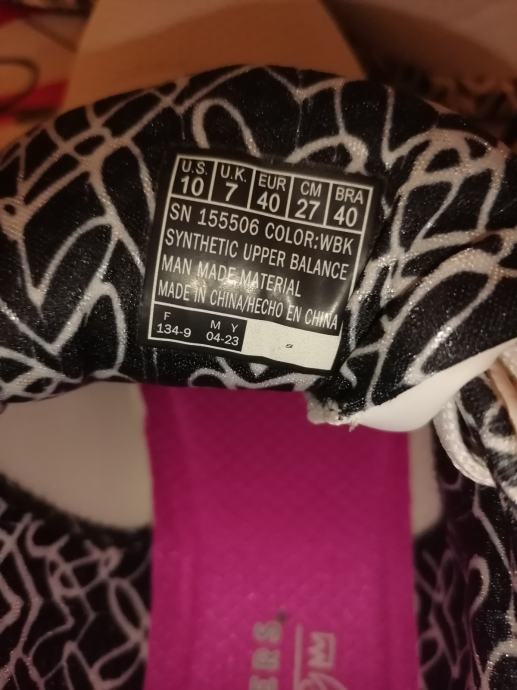 U.S. U.K. EUR CM BRA
10 7 40 27 40
SN 155506 COLOR:WBK
SYNTHETIC UPPER BALANCE
MAN MADE MATERIAL
MADE IN CHINA/HECHO EN CHINA
F M Y
134-9 04-23
ERS